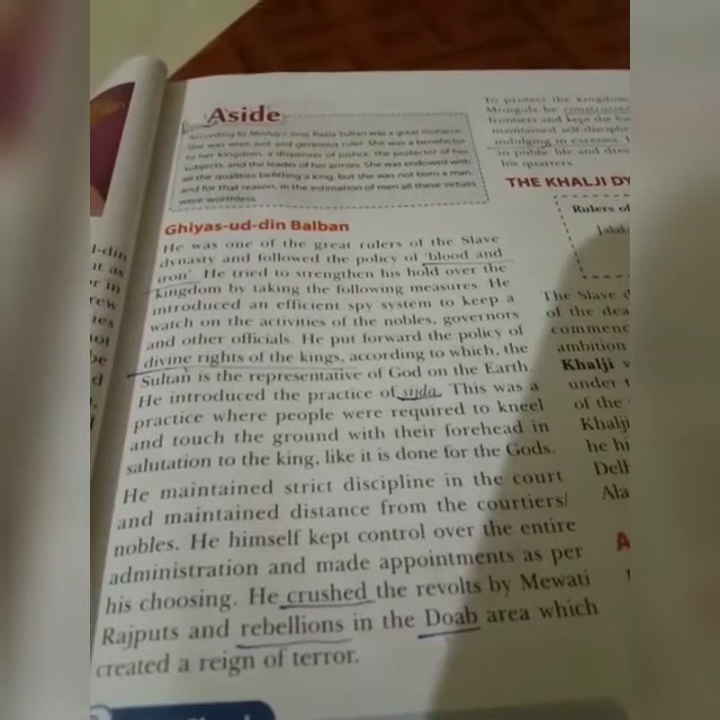 Aside
According to Minhaj-i-Siraj, Razia Sultan was a great monarch.
She was wise, just and generous ruler. She was a benefactor
to her kingdom, a dispenser of justice, the protector of her
subjects, and the leader of her armies. She was endowed with
all the qualities befitting a king, but she was not born a man,
and for that reason, in the estimation of men all these virtues
were worthless.
Ghiyas-ud-din Balban
He was one of the great rulers of the Slave
dynasty and followed the policy of 'blood and
iron'. He tried to strengthen his hold over the
kingdom by taking the following measures. He
introduced an efficient spy system to keep a
watch on the activities of the nobles, governors
and other officials. He put forward the policy of
divine rights of the kings, according to which, the
Sultan is the representative of God on the Earth.
He introduced the practice of sijda. This was a
practice where people were required to kneel
and touch the ground with their forehead in
salutation to the king, like it is done for the Gods.
He maintained strict discipline in the court
and maintained distance from the courtiers/
nobles. He himself kept control over the entire
administration and made appointments as per
his choosing. He crushed the revolts by Mewati
Rajputs and rebellions in the Doab area which
created a reign of terror.
To protect the kingdom
Mongols he constructed
frontiers and kept the
maintained self-discipline
indulging in excesses
in public life and
his quarters.
THE KHALJI DY
Rulers of
Jalal-
The Slave d
of the dea
commenc
ambition
Khalji v
under t
of the
Khalji
he hi
Delh
Ala
A
l-din
ut as
or in
rew
ies
not
be
d